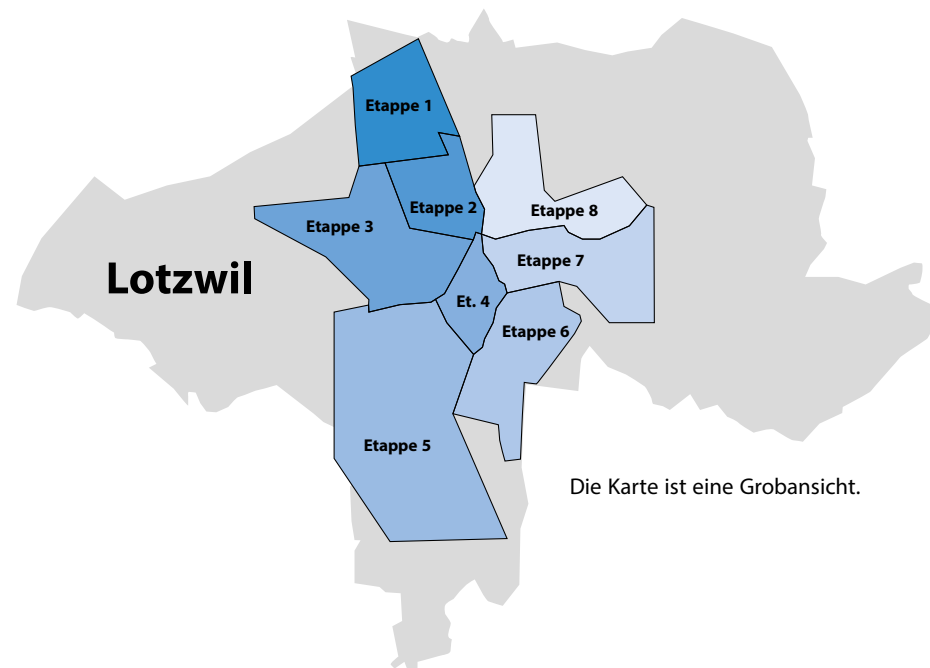 Etappe 1
Etappe 2
Etappe 8
Etappe 3
Etappe 7
Lotzwil
Et. 4
Etappe 6
Etappe 5
Die Karte ist eine Grobansicht.